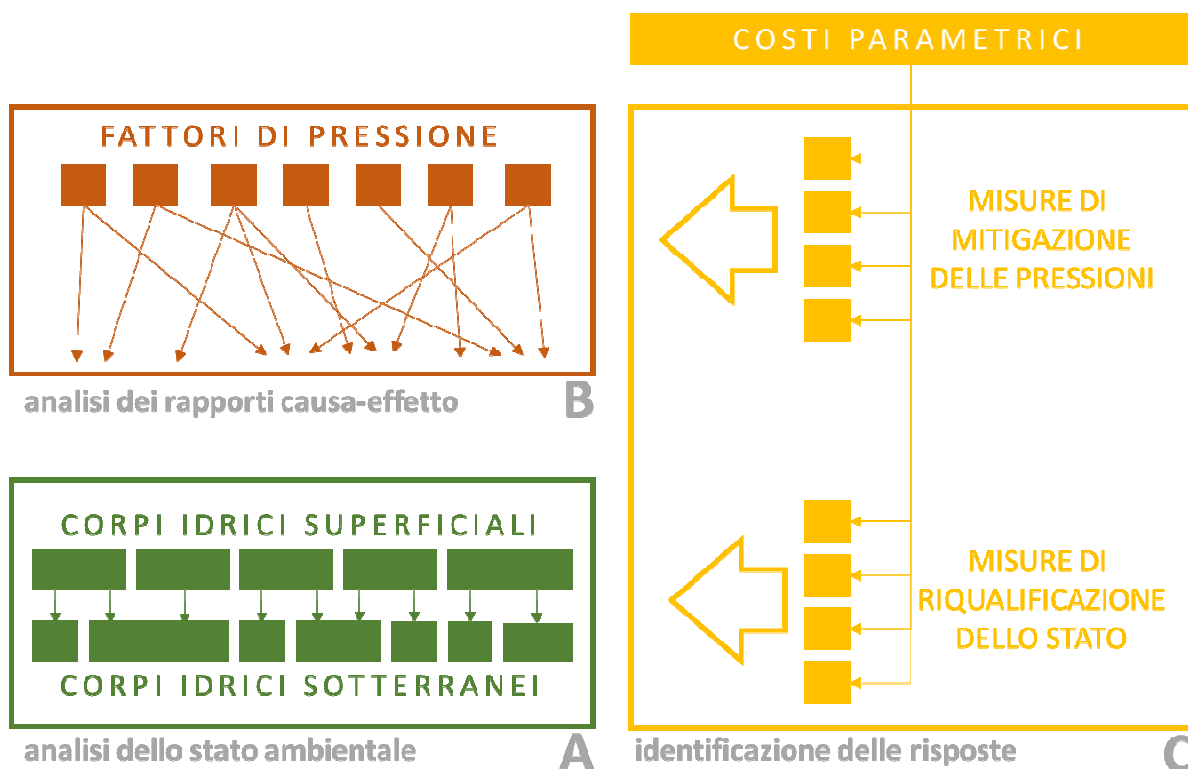 COSTI PARAMETRICI
FATTORI DI PRESSIONE
analisi dei rapporti causa-effetto
B
CORPI IDRICI SUPERFICIALI
CORPI IDRICI SOTTERRANEI
analisi dello stato ambientale
A
MISURE DI
MITIGAZIONE
DELLE PRESSIONI
MISURE DI
RIQUALIFICAZIONE
DELLO STATO
identificazione delle risposte
C